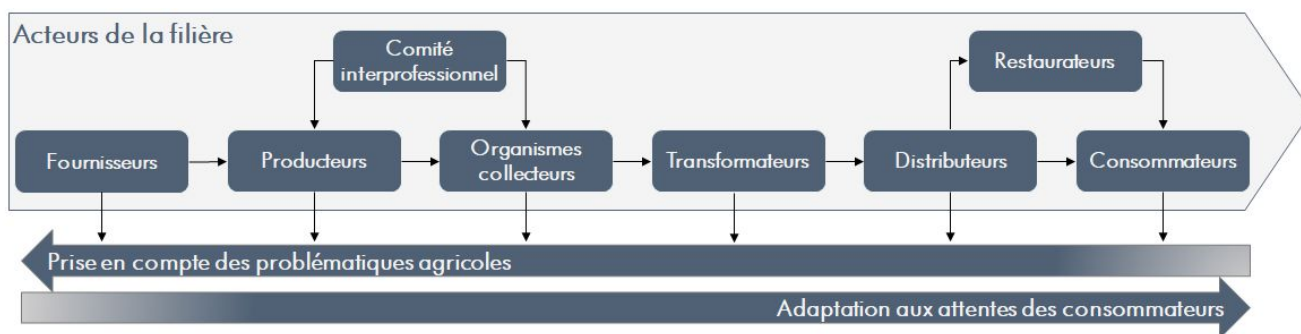 Acteurs de la filière
Comité
interprofessionnel
Restaurateurs
Fournisseurs
Producteurs
Organismes
collecteurs
Transformateurs
Distributeurs
Consommateurs
Prise en compte des problématiques agricoles
Adaptation aux attentes des consommateurs